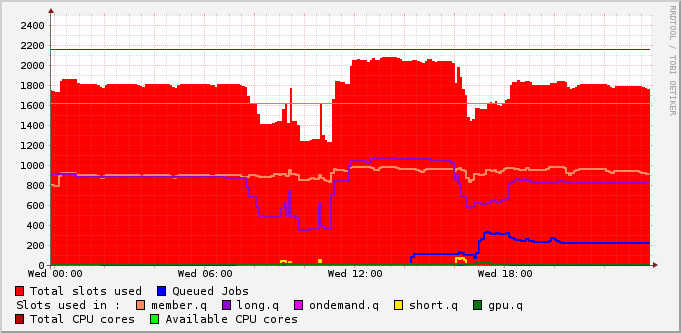 2400
2200
2000
1800
1600
1400
1200
1000
800
600
400
200
0
Wed 00:00 Wed 06:00 Wed 12:00 Wed 18:00
Total slots used Queued Jobs
Slots used in : member.q long.q ondemand.q short.q gpu.q
Total CPU cores Available CPU cores
RRDTOOL / TOBI OETIKER